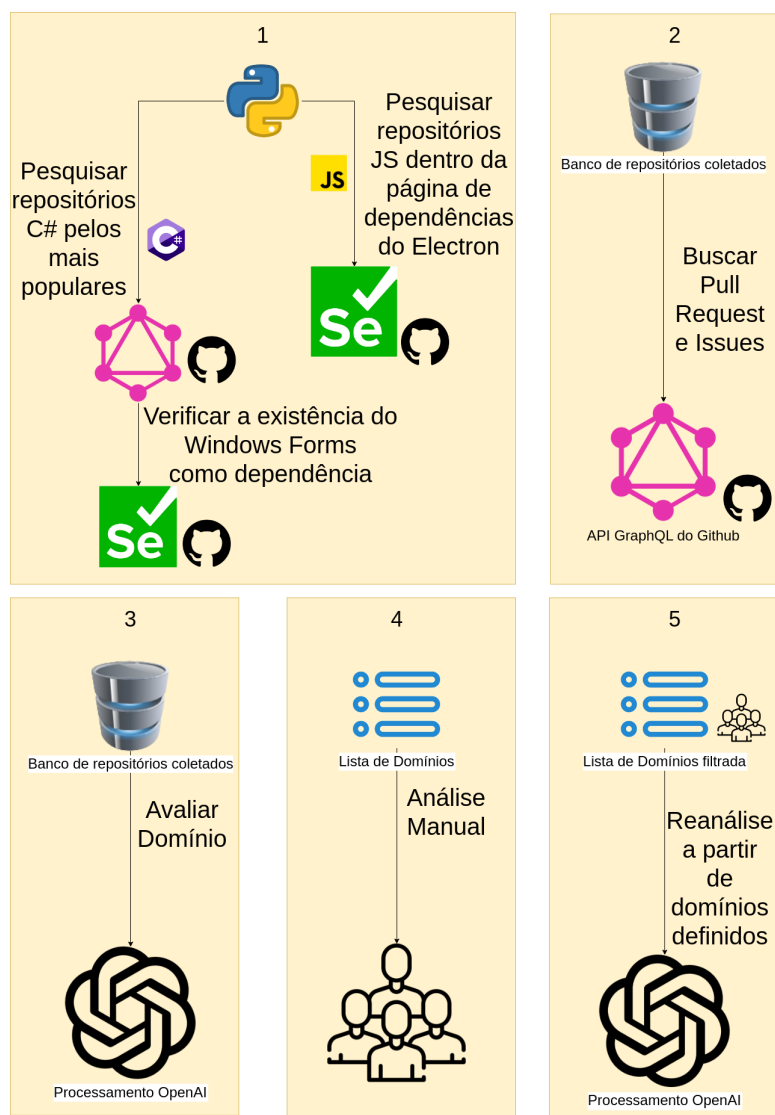 1
Pesquisar
repositórios
JS dentro da
página de
dependências
do Electron
JS
Pesquisar
repositórios
C# pelos
mais
populares
C#
Se
Verificar a existência do
Windows Forms
como dependência
Se
2
Banco de repositórios coletados
Buscar
Pull
Request
e Issues
API GraphQL do Github
3
Banco de repositórios coletados
Avaliar
Domínio
Processamento OpenAI
4
Lista de Domínios
Análise
Manual
5
Lista de Domínios filtrada
Reanálise
a partir
de
domínios
definidos
Processamento OpenAI